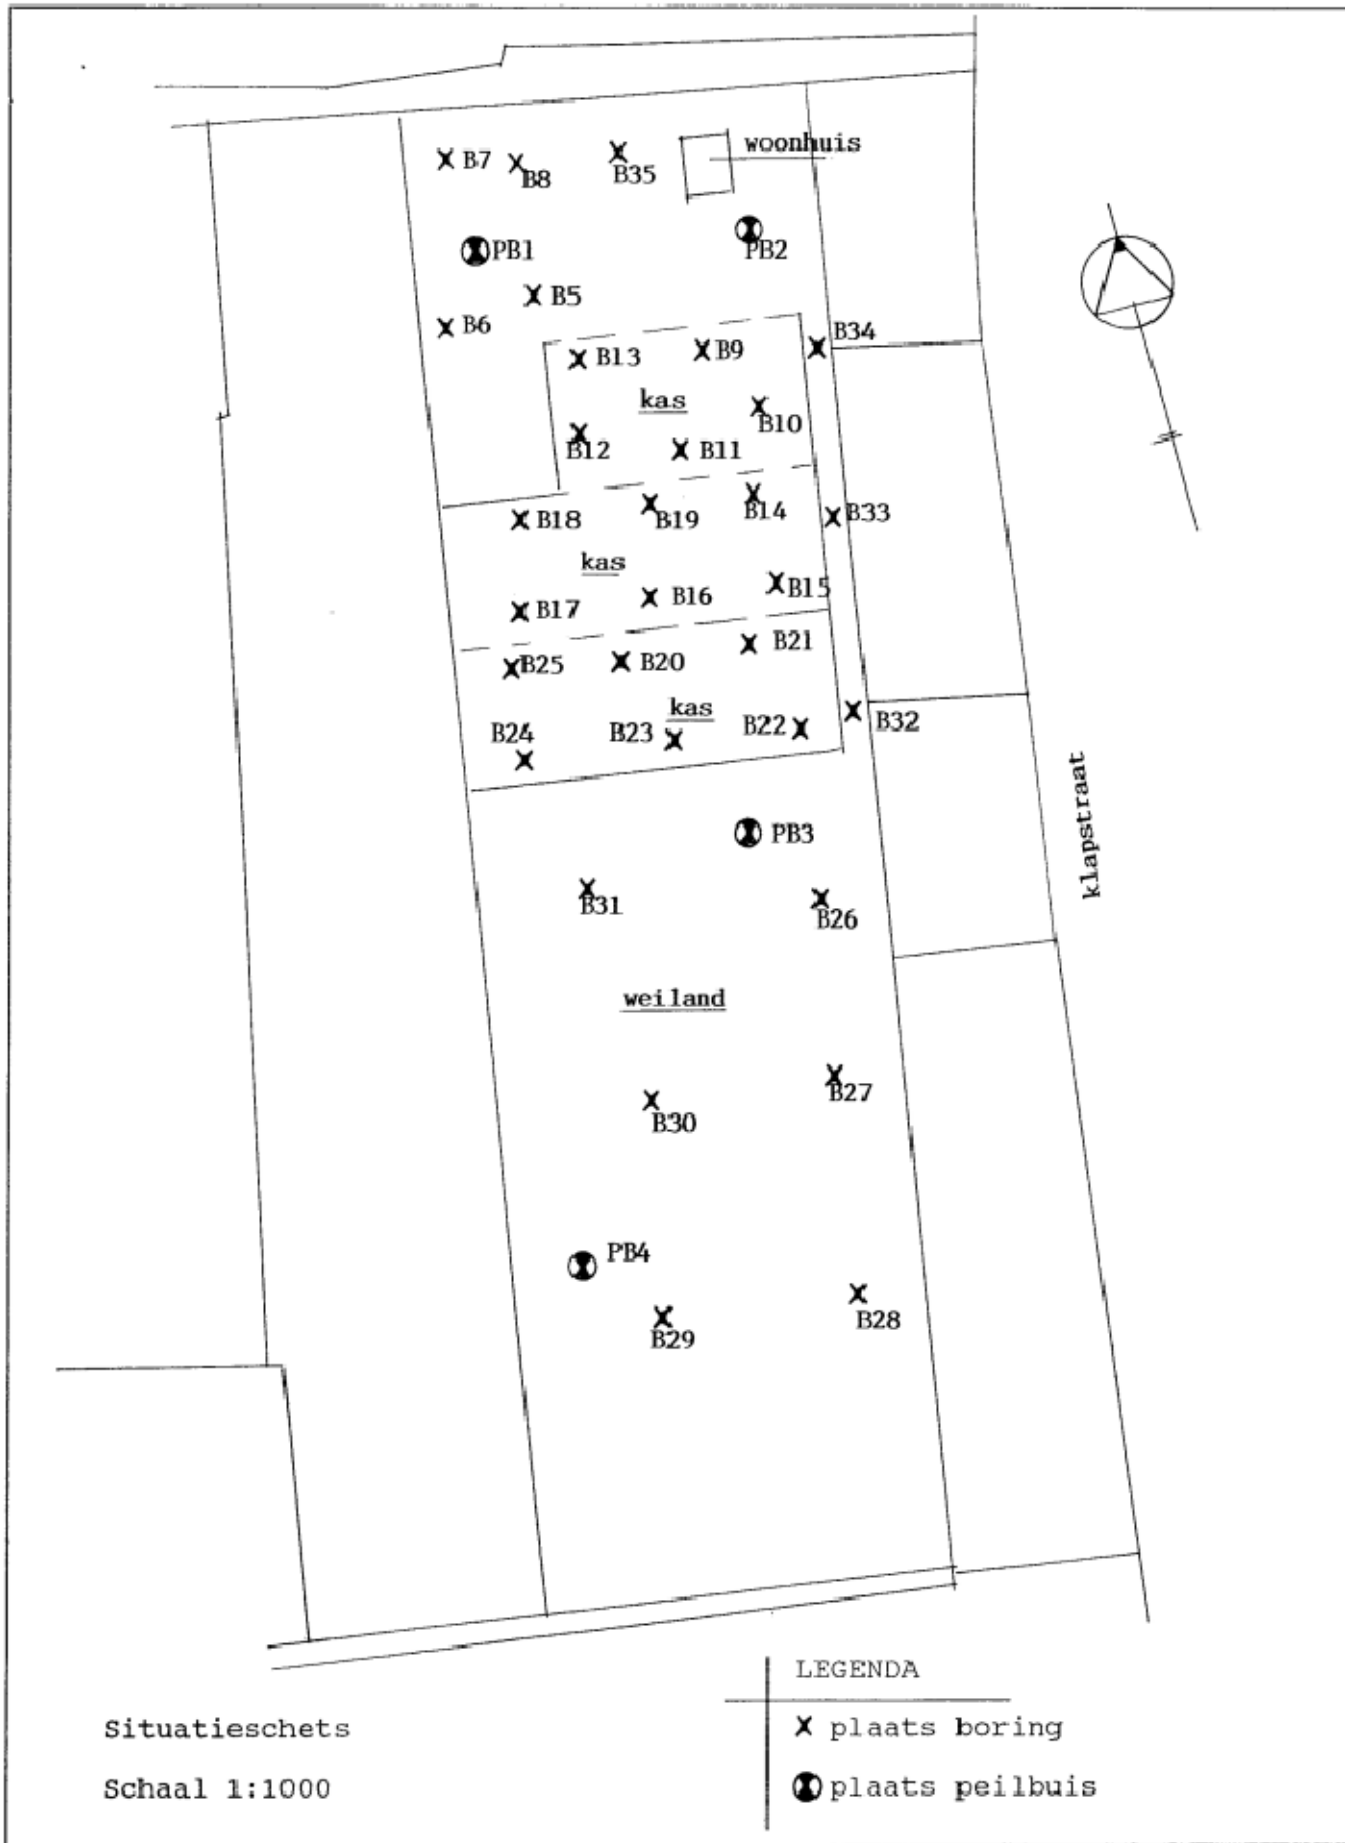 woonhuis
B7
B8
B35
PB1
PB2
B5
B6
B34
B13
B9
kas
B10
B12
B11
B18
B19
B14
B33
kas
B17
B16
B15
B25
B20
B21
kas
B24
B23
B22
B32
PB3
klapstraat
B31
B26
weiland
B27
B30
PB4
B29
B28
LEGENDA
Situatieschets
x plaats boring
Schaal 1:1000
plaats peilbuis